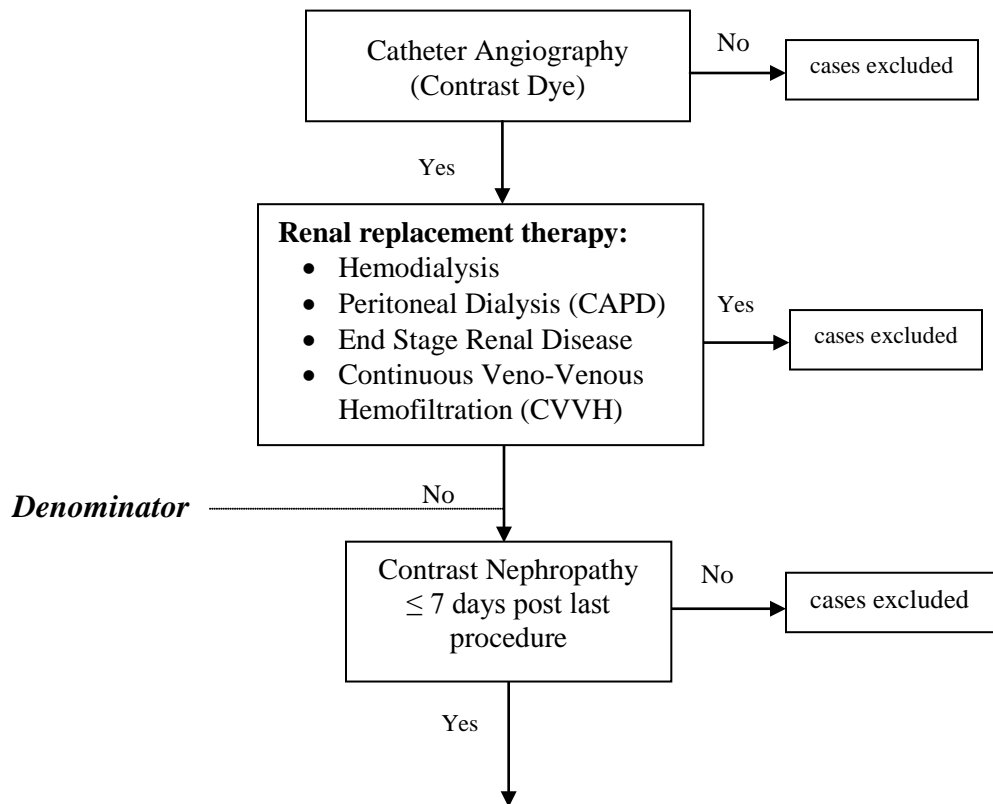 Catheter Angiography
(Contrast Dye)
No
cases excluded
Yes
Renal replacement therapy:
• Hemodialysis
• Peritoneal Dialysis (CAPD)
• End Stage Renal Disease
• Continuous Veno-Venous
Hemofiltration (CVVH)
Yes
cases excluded
No
Denominator
Contrast Nephropathy
≤ 7 days post last
procedure
No
cases excluded
Yes